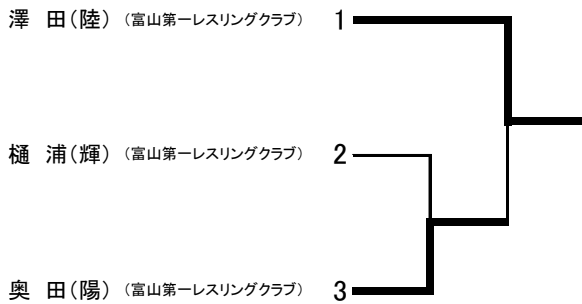 澤　田（陸）（富山第一レスリングクラブ） 1
樋　浦（輝）（富山第一レスリングクラブ） 2
奥　田（陽）（富山第一レスリングクラブ） 3